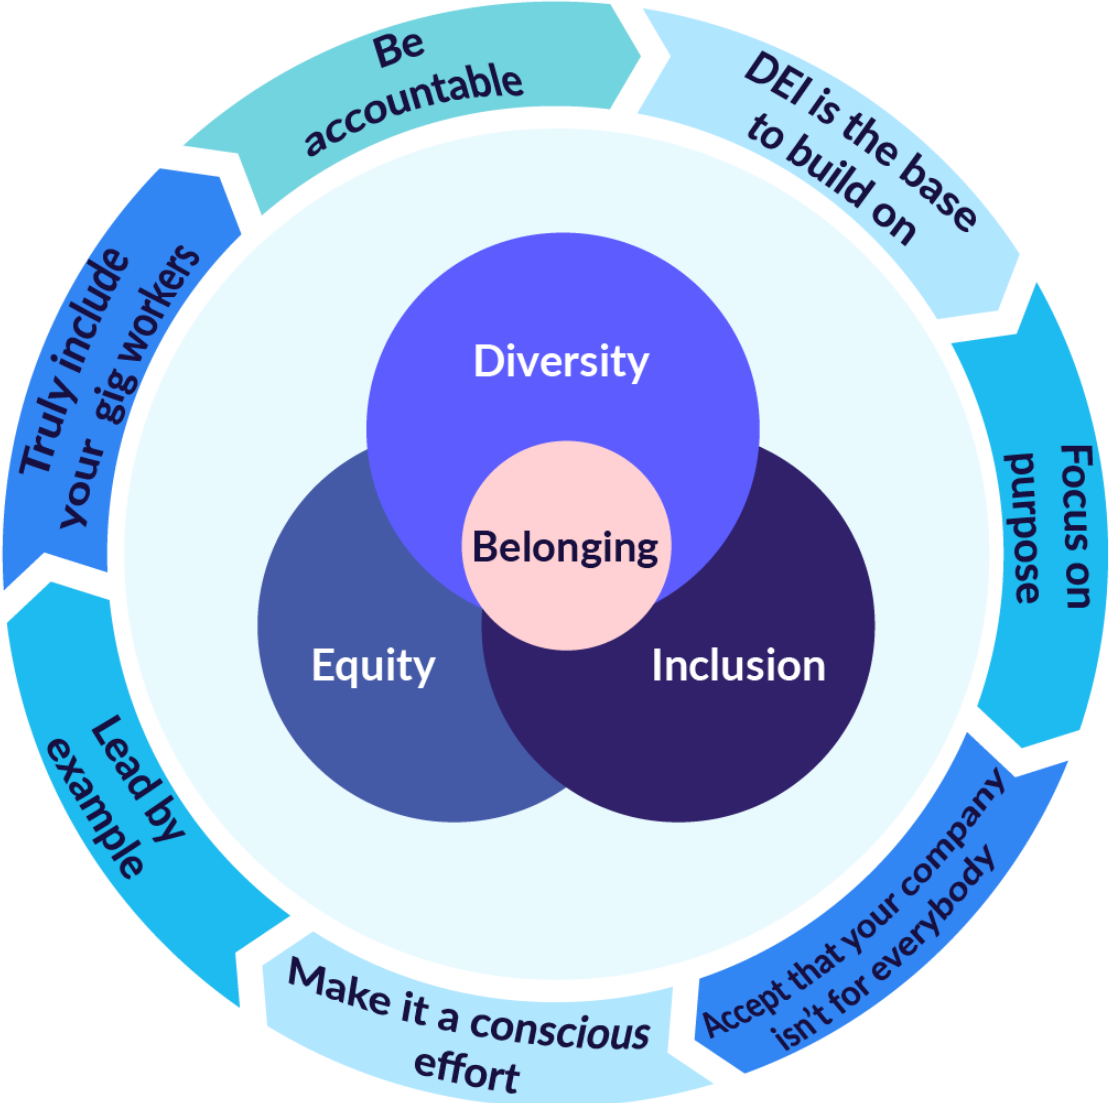 Be
accountable
DEI is the base
to build on
Focus on
purpose
Accept that your company
isn't for everybody
Make it a conscious
effort
Lead by
example
Truly include
your gig workers
Diversity
Belonging
Equity
Inclusion